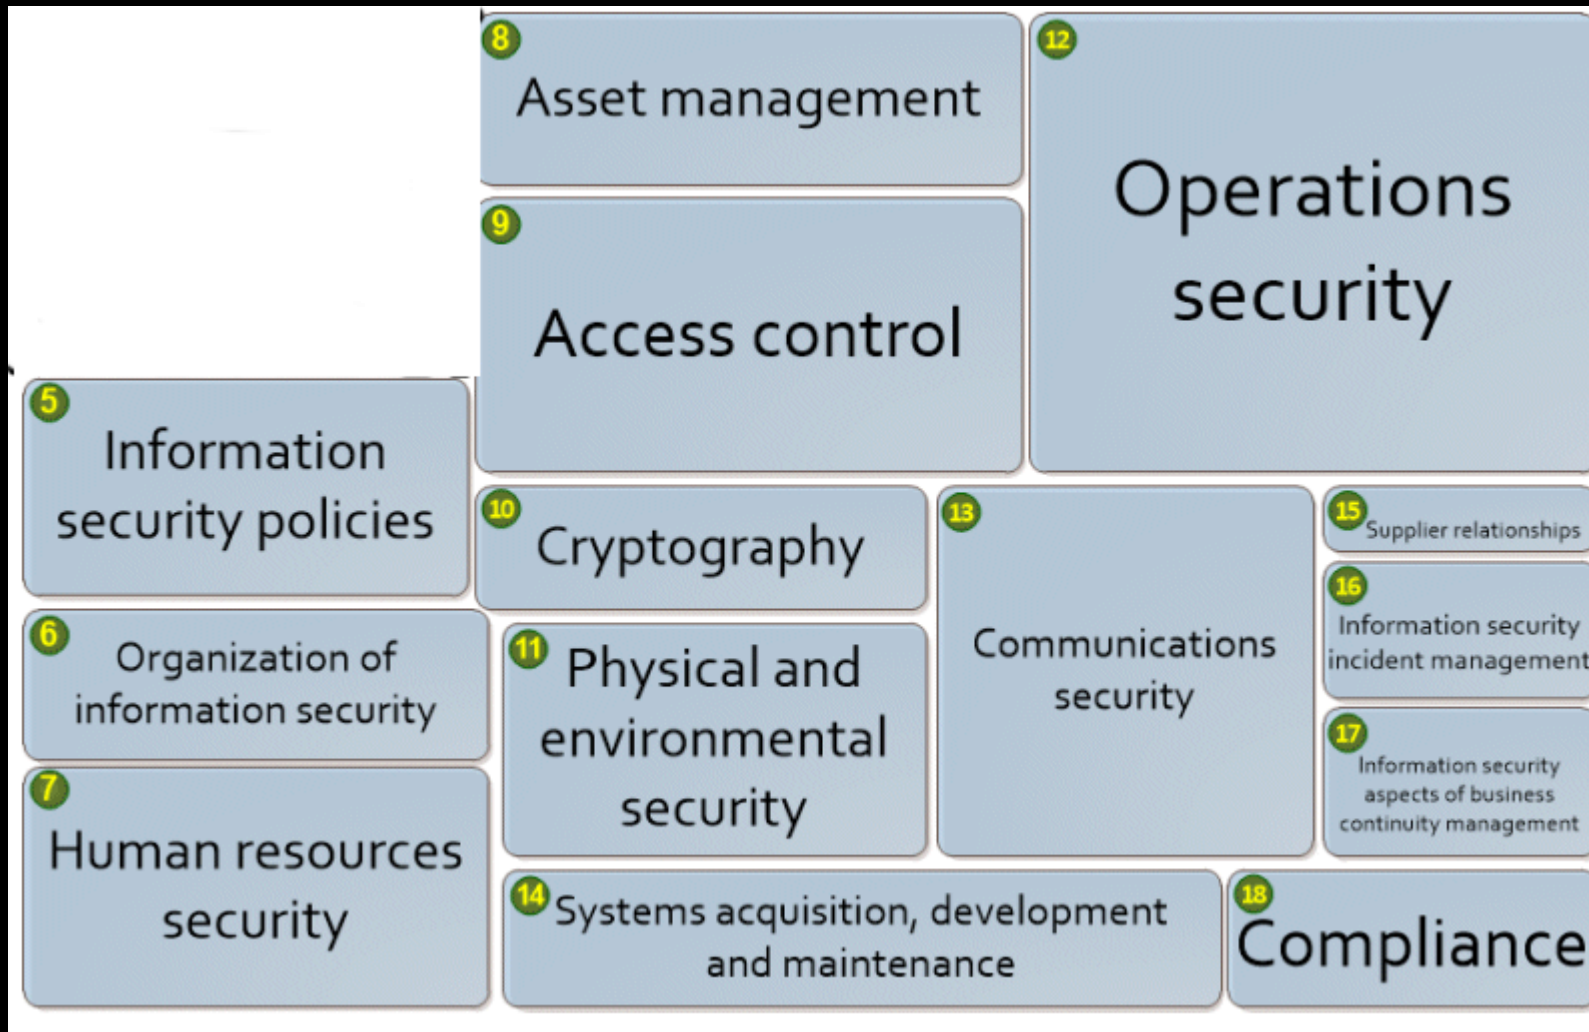 5
Information
security policies
6
Organization of
information security
7
Human resources
security
8
Asset management
9
Access control
10
Cryptography
11
Physical and
environmental
security
12
Operations
security
13
Communications
security
14
Systems acquisition, development
and maintenance
15
Supplier relationships
16
Information security
incident management
17
Information security
aspects of business
continuity management
18
Compliance